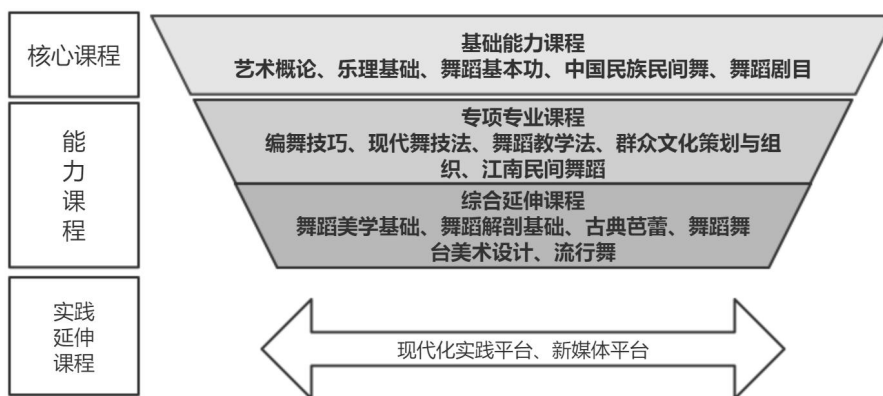 核心课程
基础能力课程
艺术概论、乐理基础、舞蹈基本功、中国民族民间舞、舞蹈剧目
能
力
课
程
专项专业课程
编舞技巧、现代舞技法、舞蹈教学法、群众文化策划与组
织、江南民间舞蹈
综合延伸课程
舞蹈美学基础、舞蹈解剖基础、古典芭蕾、舞蹈舞
台美术设计、流行舞
实践
延伸
课程
现代化实践平台、新媒体平台